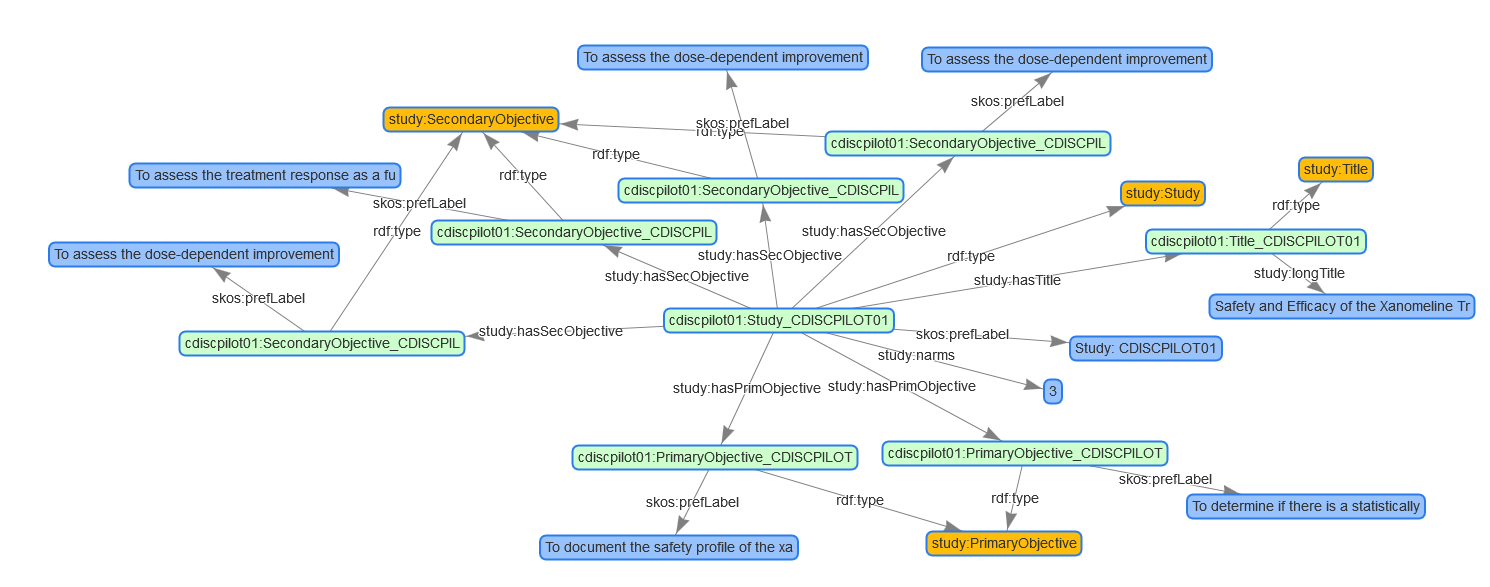 To assess the dose-dependent improvement
To assess the dose-dependent improvement
skos:prefLabel
study:SecondaryObjective
skos:prefLabel
rdf:type
cdiscpilot01:SecondaryObjective_CDISCPIL
rdf:type
study:Title
To assess the treatment response as a fu
rdf:type
cdiscpilot01:SecondaryObjective_CDISCPIL
study:Study
skos:prefLabel
rdf:type
cdiscpilot01:SecondaryObjective_CDISCPIL
rdf:type
study:hasSecObjective
cdiscpilot01:Title_CDISCPILOT01
To assess the dose-dependent improvement
study:hasSecObjective
rdf:type
study:hasSecObjective
study:hasTitle
study:longTitle
skos:prefLabel
Safety and Efficacy of the Xanomeline Tr
cdiscpilot01:Study_CDISCPILOT01
study:hasSecObjective
skos:prefLabel
cdiscpilot01:SecondaryObjective_CDISCPIL
Study: CDISCPILOT01
study:narms
study:hasPrimObjective
study:hasPrimObjective
3
cdiscpilot01:PrimaryObjective_CDISCPILOT
cdiscpilot01:PrimaryObjective_CDISCPILOT
skos:prefLabel
skos:prefLabel
rdf:type
rdf:type
To determine if there is a statistically
To document the safety profile of the xa
study:PrimaryObjective